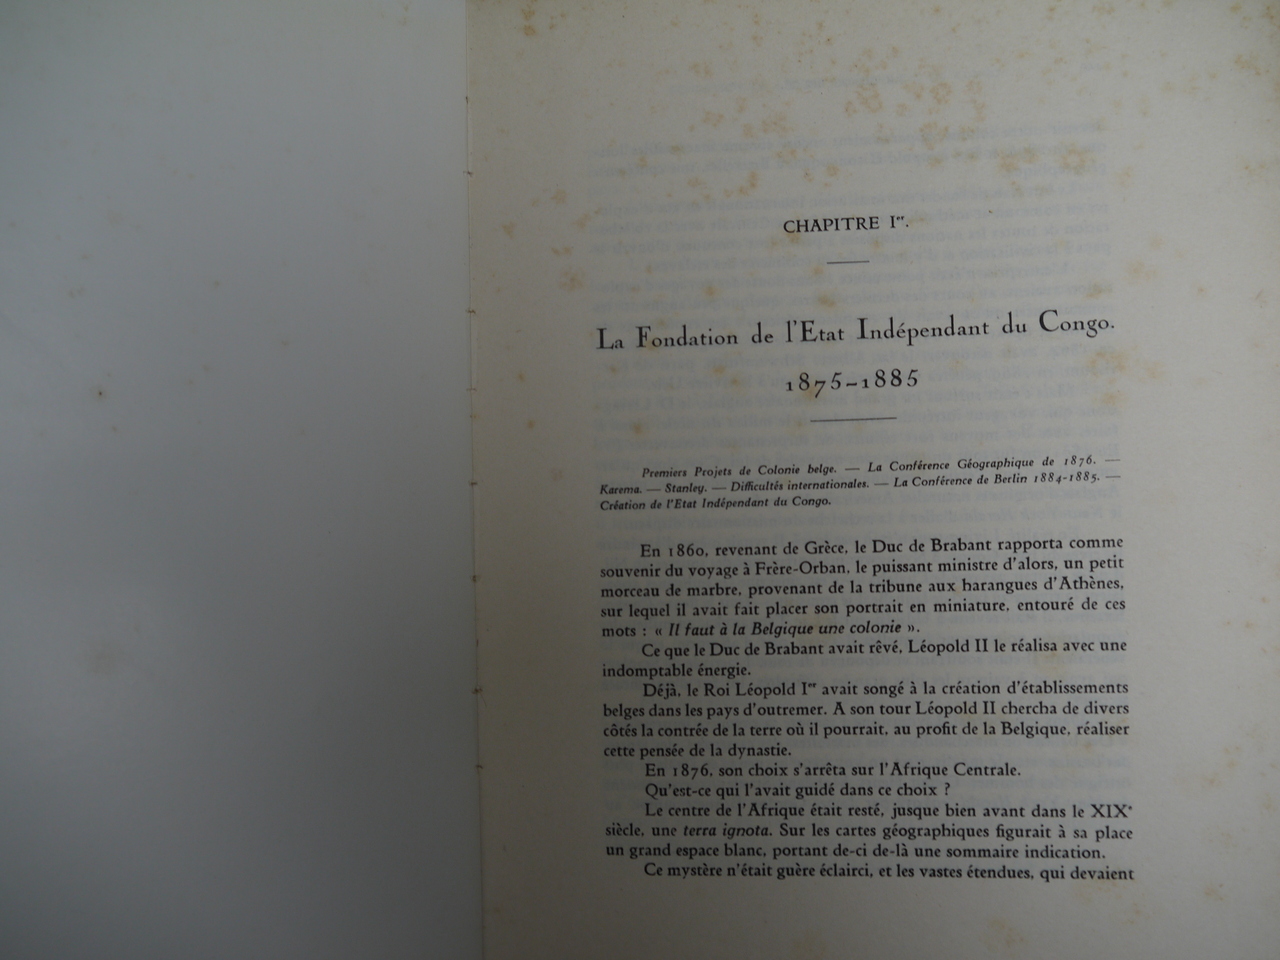 CHAPITRE Iᵉʳ.
La Fondation de l'Etat Indépendant du Congo.
1875-1885
Premiers Projets de Colonie belge. — La Conférence Géographique de 1876. —
Karema. — Stanley. — Difficultés internationales. — La Conférence de Berlin 1884-1885. —
Création de l'Etat Indépendant du Congo.
En 1860, revenant de Grèce, le Duc de Brabant rapporta comme
souvenir du voyage à Frère-Orban, le puissant ministre d'alors, un petit
morceau de marbre, provenant de la tribune aux harangues d'Athènes,
sur lequel il avait fait placer son portrait en miniature, entouré de ces
mots : « Il faut à la Belgique une colonie ».
Ce que le Duc de Brabant avait rêvé, Léopold II le réalisa avec une
indomptable énergie.
Déjà, le Roi Léopold Iᵉʳ avait songé à la création d'établissements
belges dans les pays d'outremer. A son tour Léopold II chercha de divers
côtés la contrée de la terre où il pourrait, au profit de la Belgique, réaliser
cette pensée de la dynastie.
En 1876, son choix s'arrêta sur l'Afrique Centrale.
Qu'est-ce qui l'avait guidé dans ce choix ?
Le centre de l'Afrique était resté, jusque bien avant dans le XIXᵉ
siècle, une terra ignota. Sur les cartes géographiques figurait à sa place
un grand espace blanc, portant de-ci de-là une sommaire indication.
Ce mystère n'était guère éclairci, et les vastes étendues, qui devaient